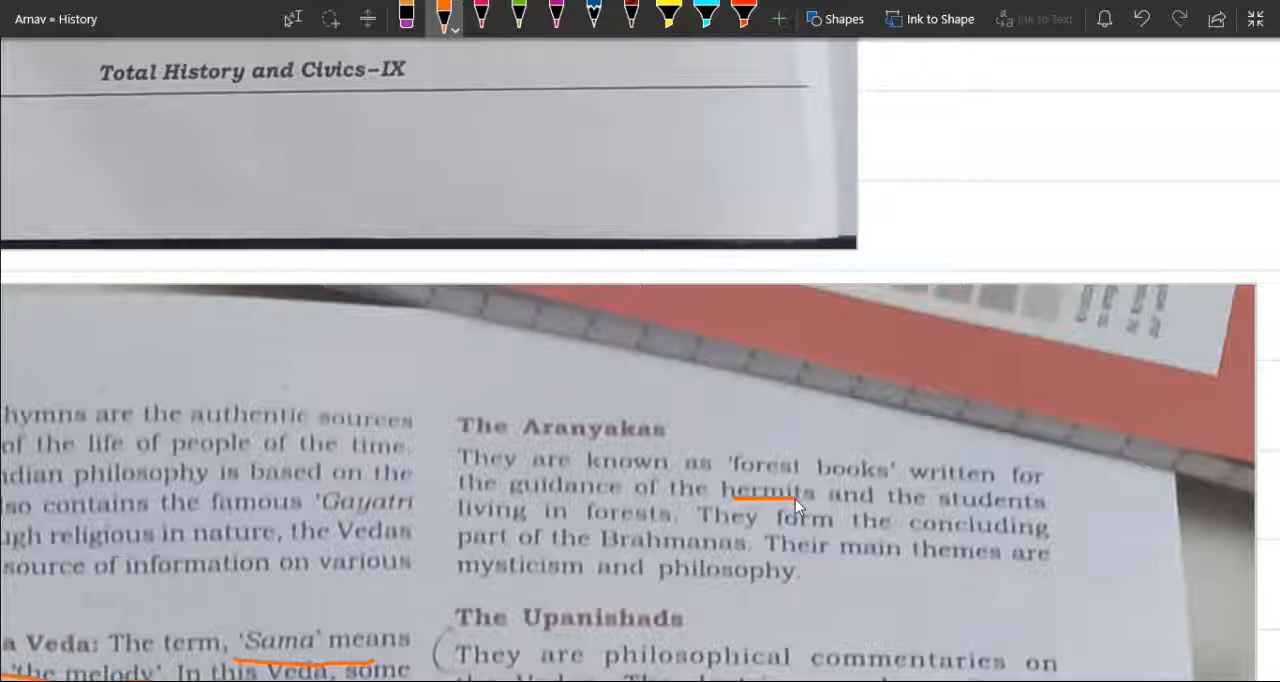 Arnav » History
Shapes
Ink to Shape
Ink to Text
Total History and Civics–IX
hymns are the authentic sources
of the life of people of the time.
ndian philosophy is based on the
so contains the famous 'Gayatri
ugh religious in nature, the Vedas
source of information on various
a Veda: The term, 'Sama' means
'the melody'. In this Veda, some
The Aranyakas
They are known as 'forest books' written for
the guidance of the hermits and the students
living in forests. They form the concluding
part of the Brahmanas. Their main themes are
mysticism and philosophy.
The Upanishads
They are philosophical commentaries on